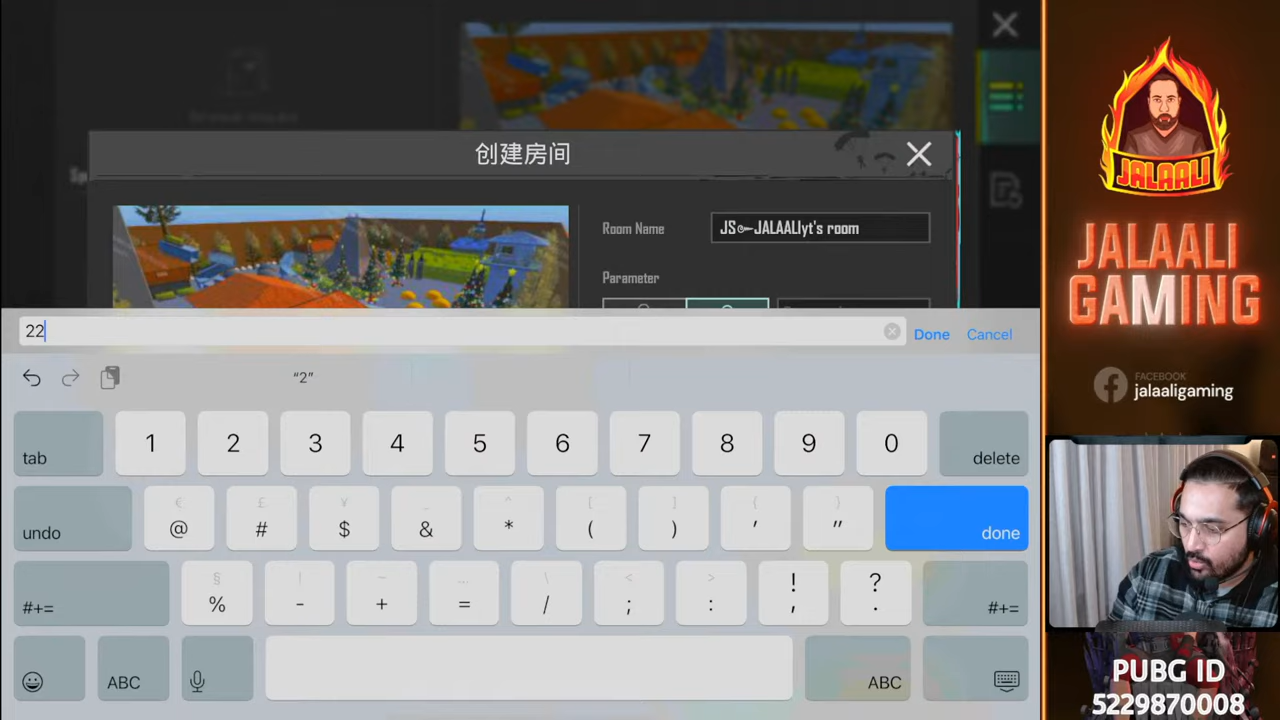 创建房间
Room Name
JS JALAALIyt's room
Parameter
22
Done
Cancel
"2"
tab
1
2
3
4
5
6
7
8
9
0
delete
undo
€
@
£
#
¥
$
_
&
^
*
[
(
]
)
{
'
}
"
done
#+=
§
%
|
-
~
+
…
=
\
/
<
;
>
:
!
,
?
.
#+=
ABC
ABC
JALAALI
JALAALI
GAMING
FACEBOOK
jalaaligaming
PUBG ID
5229870008